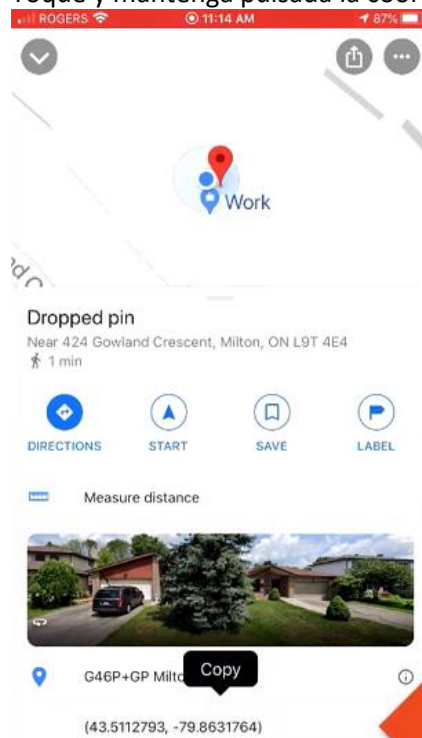 ROGERS 11:14 AM 87%
Work
Dropped pin
Near 424 Gowland Crescent, Milton, ON L9T 4E4
1 min
DIRECTIONS START SAVE LABEL
Measure distance
Copy
G46P+GP
(43.5112793, -79.8631764)